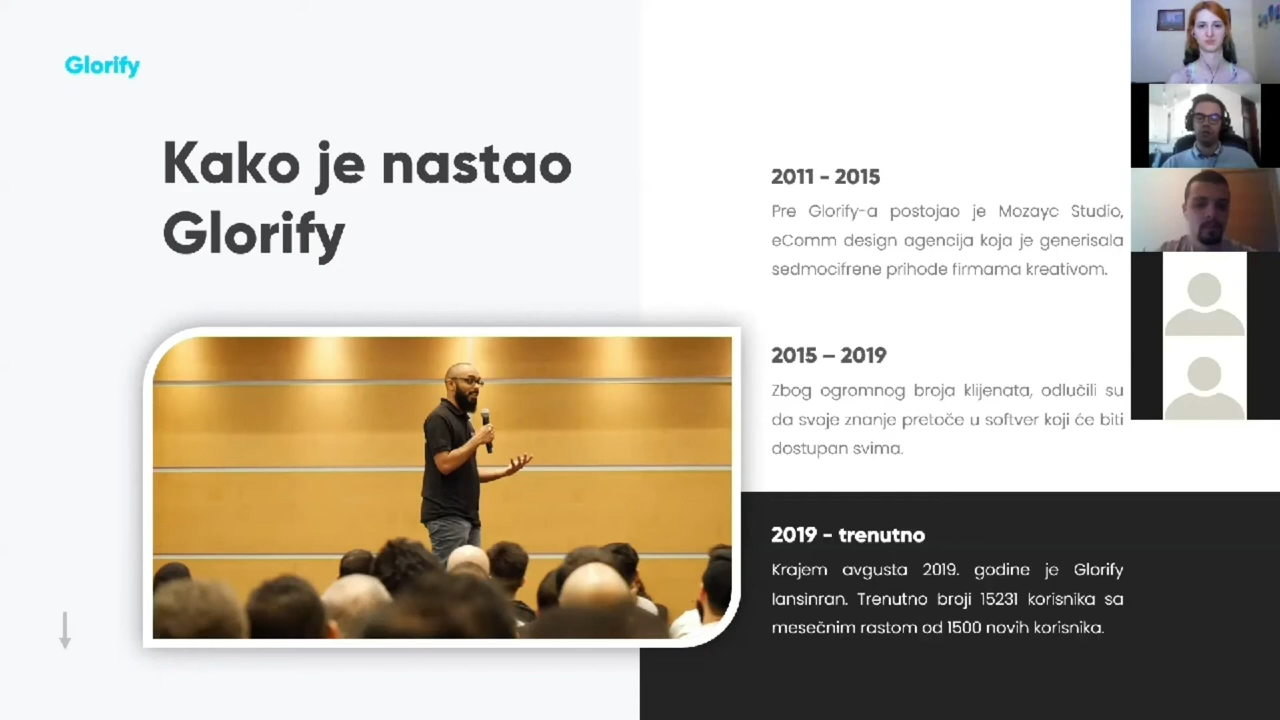 Glorify
Kako je nastao
Glorify
2011 - 2015
Pre Glorify-a postojao je Mozayc Studio,
eComm design agencija koja je generisala
sedmocifrene prihode firmama kreativom.
2015 – 2019
Zbog ogromnog broja klijenata, odlučili su
da svoje znanje pretoče u softver koji će biti
dostupan svima.
2019 - trenutno
Krajem avgusta 2019. godine je Glorify
lansinran. Trenutno broji 15231 korisnika sa
mesečnim rastom od 1500 novih korisnika.